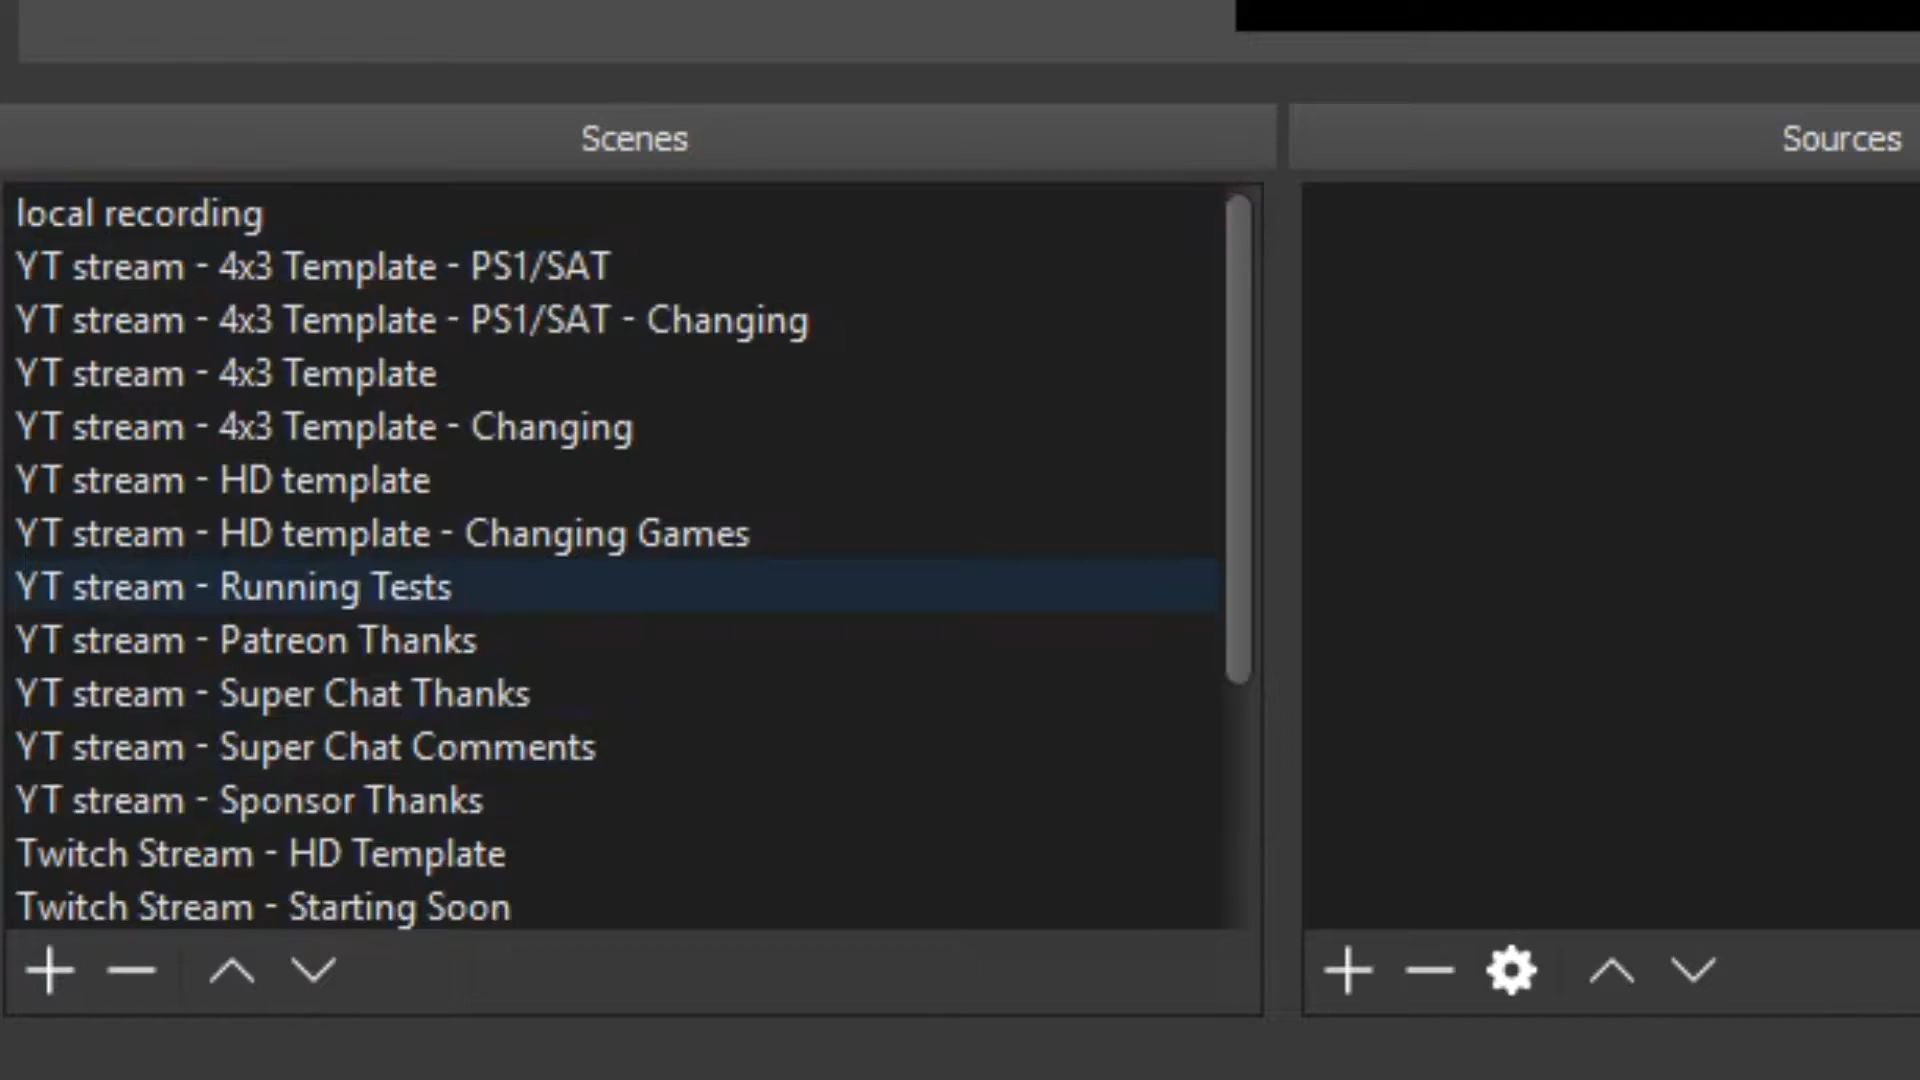 Scenes
Sources
local recording
YT stream - 4x3 Template - PS1/SAT
YT stream - 4x3 Template - PS1/SAT - Changing
YT stream - 4x3 Template
YT stream - 4x3 Template - Changing
YT stream - HD template
YT stream - HD template - Changing Games
YT stream - Running Tests
YT stream - Patreon Thanks
YT stream - Super Chat Thanks
YT stream - Super Chat Comments
YT stream - Sponsor Thanks
Twitch Stream - HD Template
Twitch Stream - Starting Soon